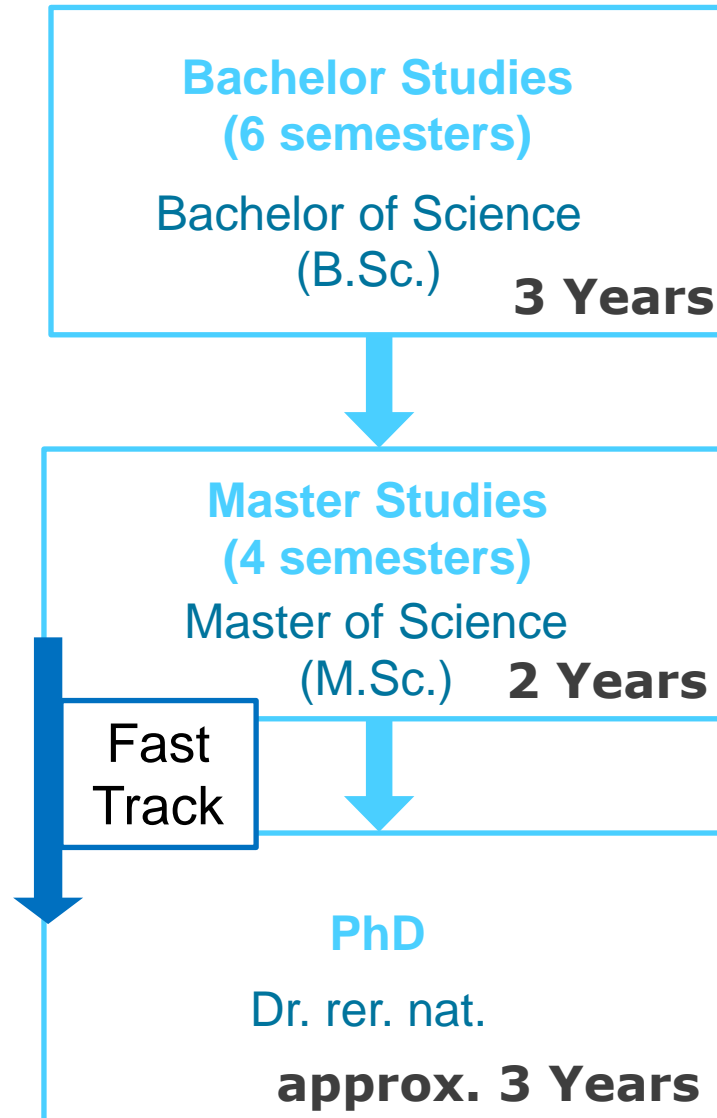 Bachelor Studies
(6 semesters)
Bachelor of Science
(B.Sc.)
3 Years
Master Studies
(4 semesters)
Master of Science
(M.Sc.)
2 Years
Fast
Track
PhD
Dr. rer. nat.
approx. 3 Years